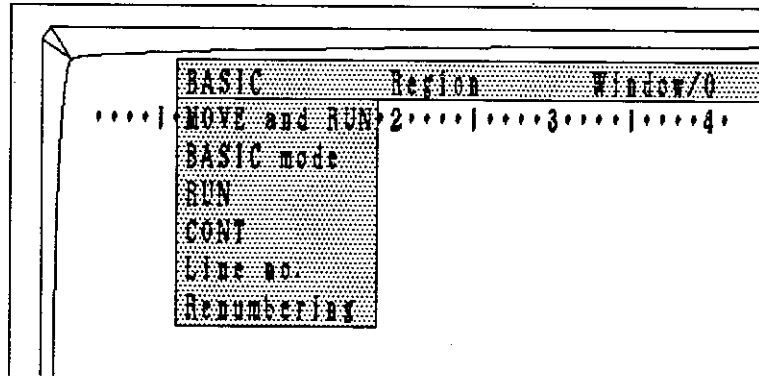 BASIC Region Window/0
····|·MOVE and RUN·2····|····3····|····4·
BASIC mode
RUN
CONT
Line no.
Renumbering